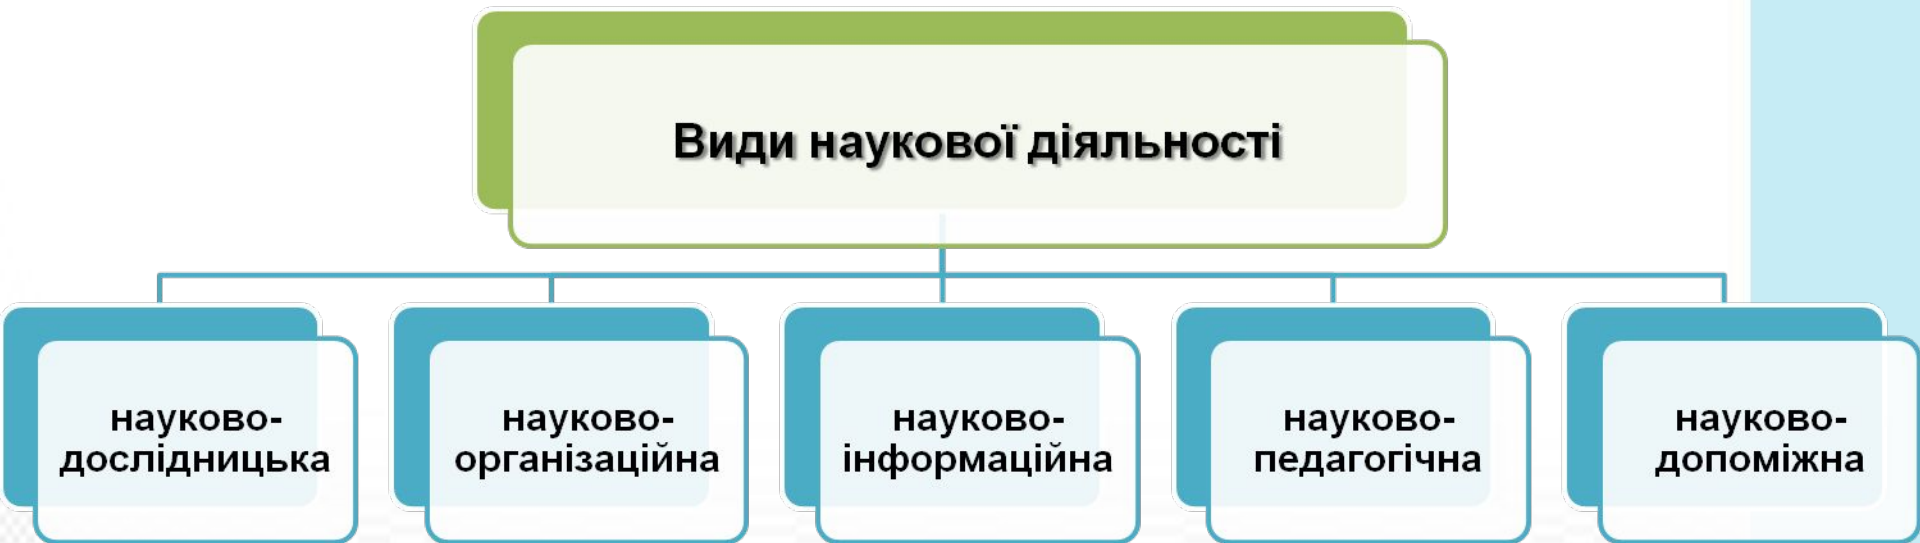 Види наукової діяльності
науково-
дослідницька
науково-
організаційна
науково-
інформаційна
науково-
педагогічна
науково-
допоміжна